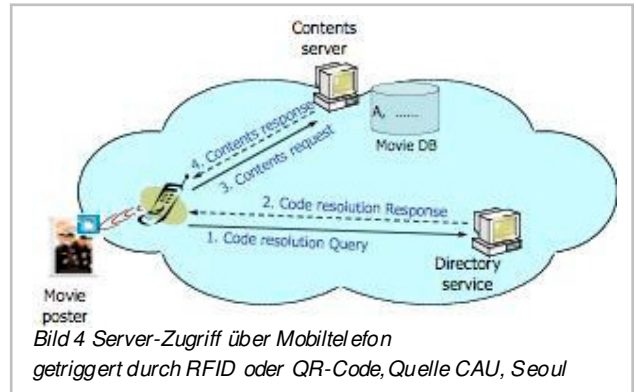 Contents
server
A, ......
Movie DB
4. Contents response
3. Contents request
2. Code resolution Response
1. Code resolution Query
Directory
service
Movie
poster
Bild 4 Server-Zugriff über Mobiltelefon
getriggert durch RFID oder QR-Code, Quelle CAU, Seoul